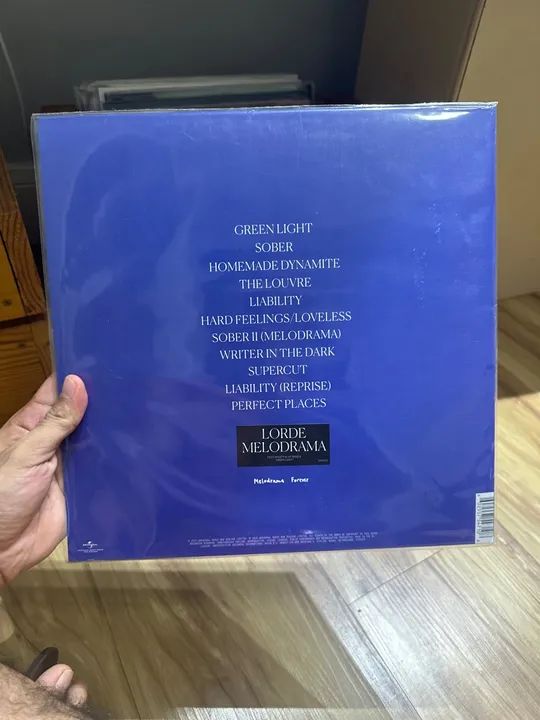 GREEN LIGHT
SOBER
HOMEMADE DYNAMITE
THE LOUVRE
LIABILITY
HARD FEELINGS/LOVELESS
SOBER II (MELODRAMA)
WRITER IN THE DARK
SUPERCUT
LIABILITY (REPRISE)
PERFECT PLACES
LORDE
MELODRAMA
Melodrama Forever